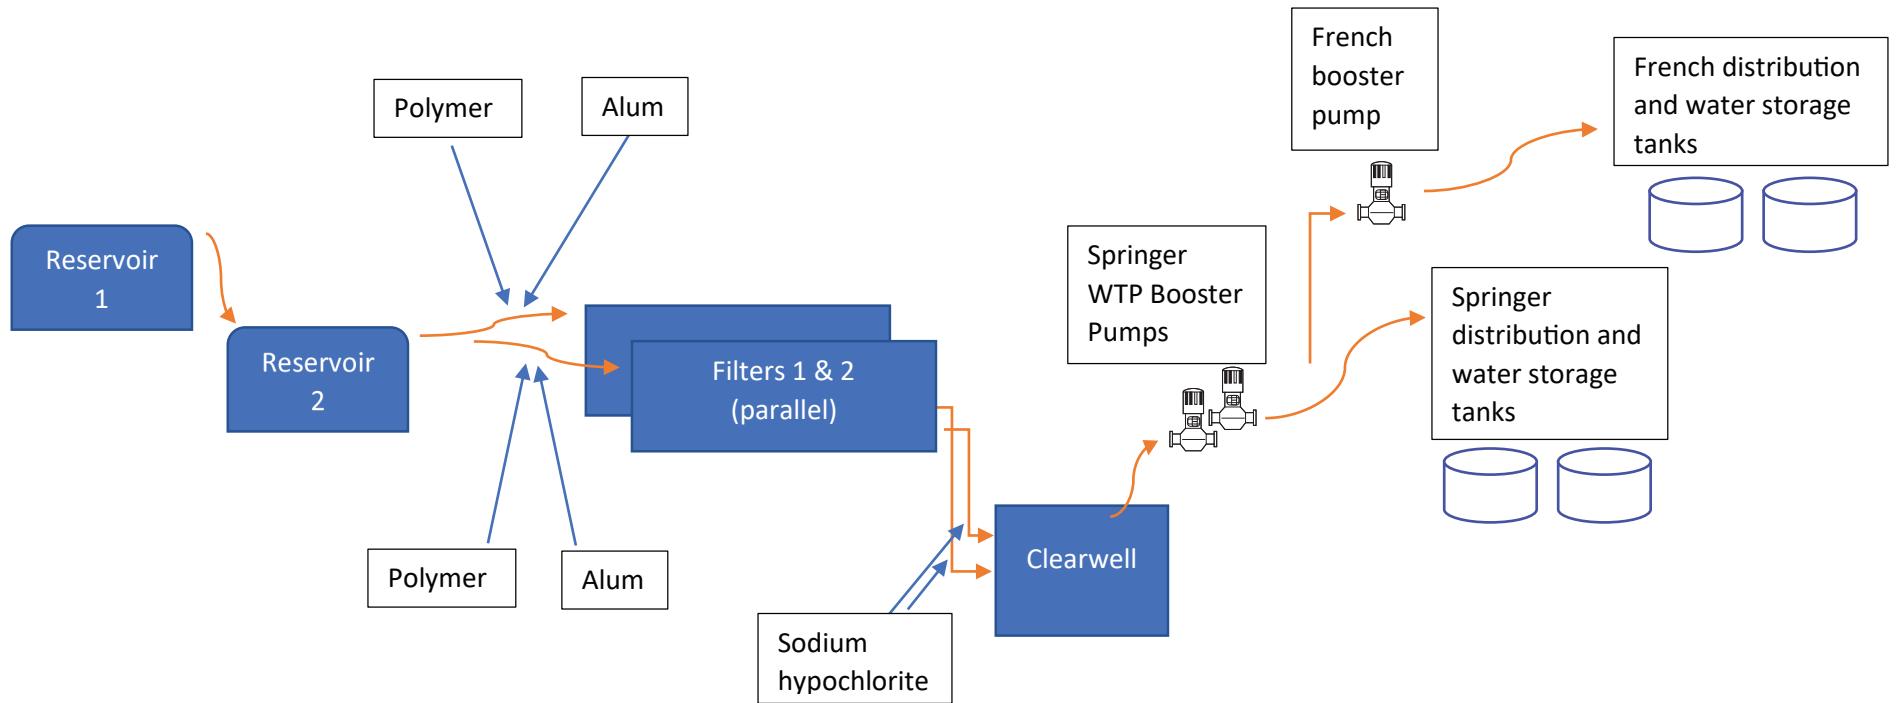 Polymer
Alum
Reservoir
1
Reservoir
2
Polymer
Alum
Filters 1 & 2
(parallel)
Sodium
hypochlorite
Clearwell
Springer
WTP Booster
Pumps
French
booster
pump
French distribution
and water storage
tanks
Springer
distribution and
water storage
tanks